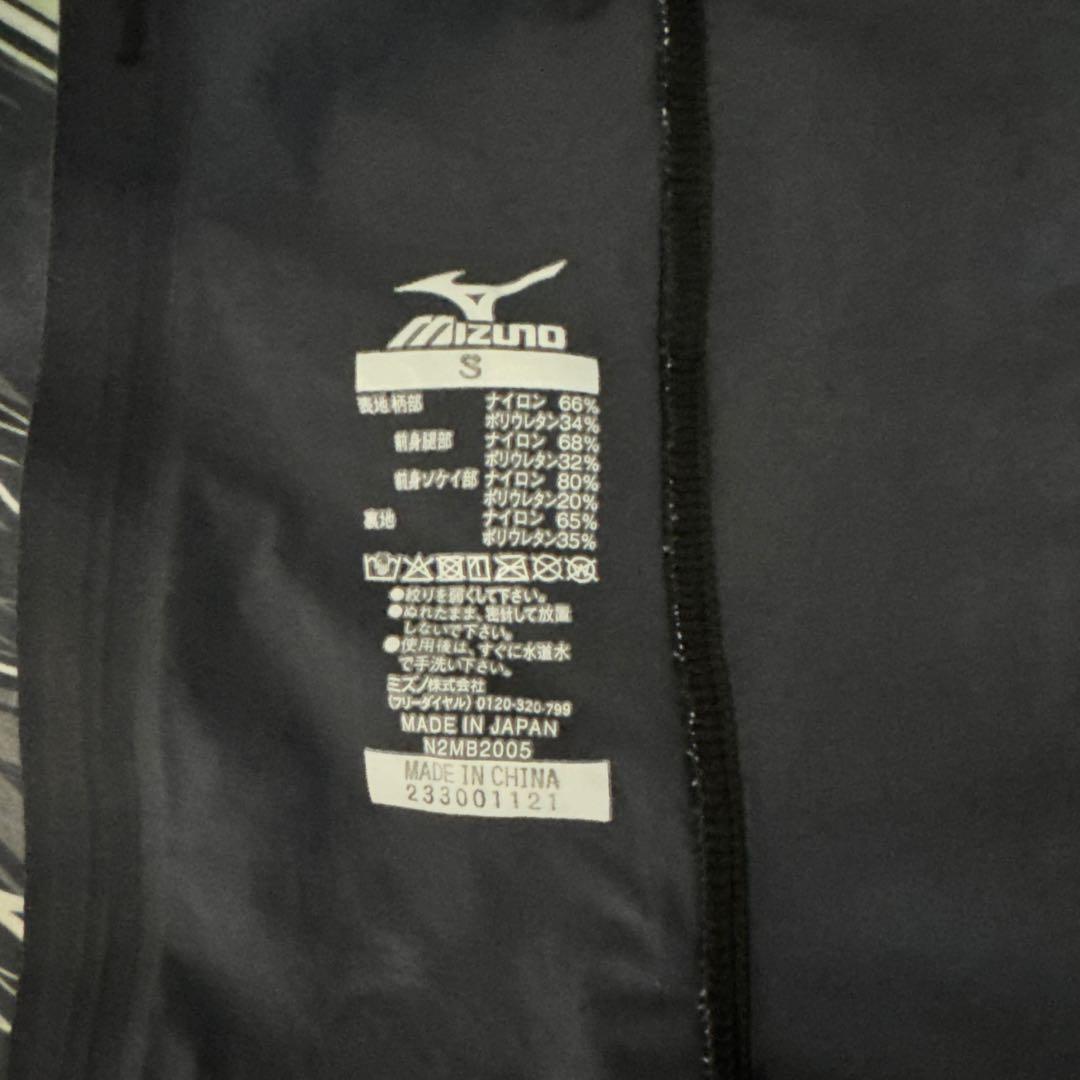 MIZUNO
S
表地 柄部 ナイロン 66%
ポリウレタン34%
前身腿部 ナイロン 68%
ポリウレタン32%
前身ソケイ部 ナイロン 80%
ポリウレタン20%
裏地 ナイロン 65%
ポリウレタン35%
●絞りを弱くして下さい。
●ぬれたまま、密封して放置
しないで下さい。
●使用後は、すぐに水道水
で手洗い下さい。
ミズノ株式会社
(フリーダイヤル) 0120-320-799
MADE IN JAPAN
N2MB2005
MADE IN CHINA
233001121